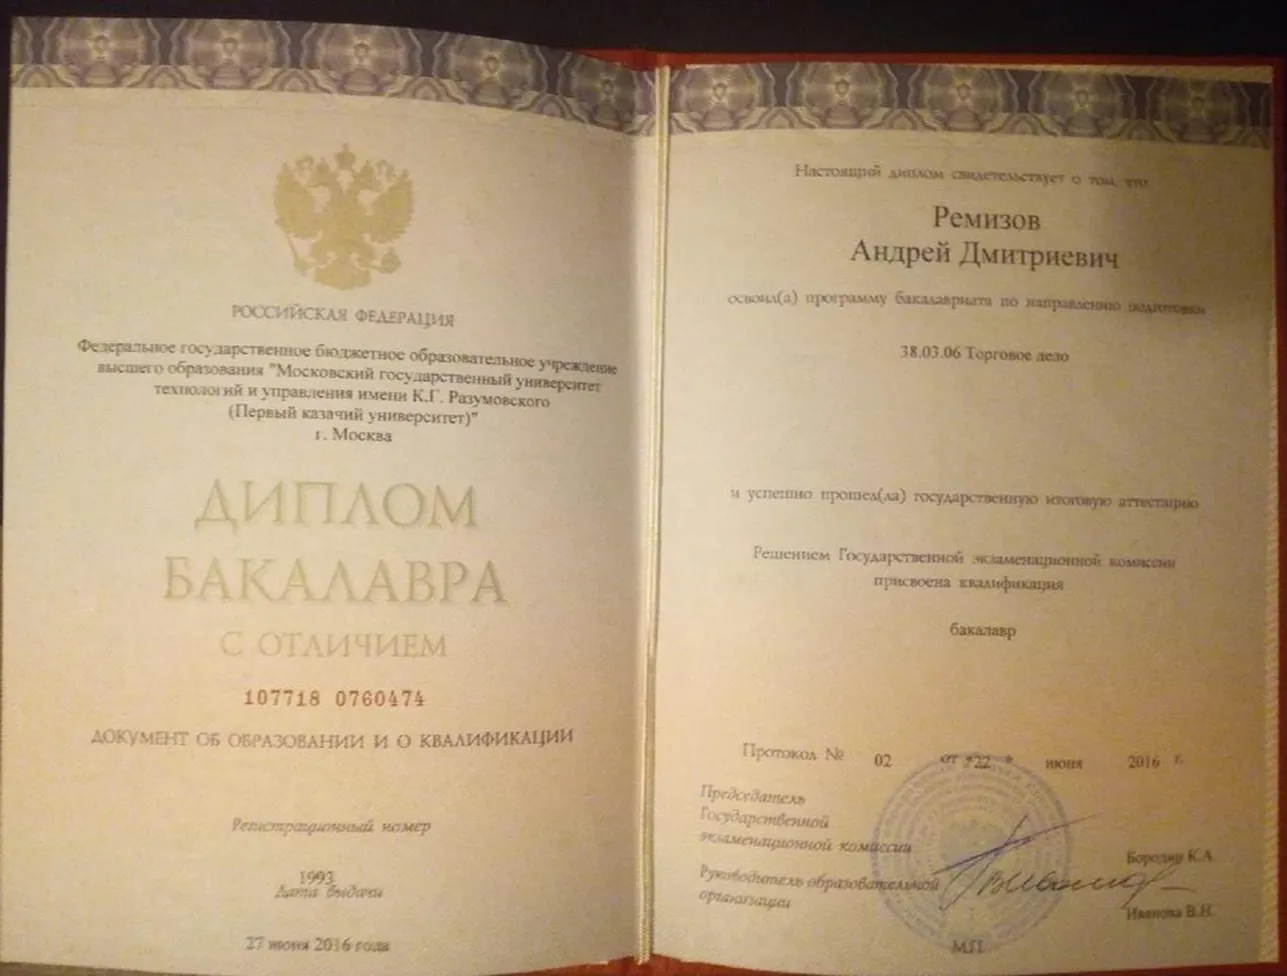 РОССИЙСКАЯ ФЕДЕРАЦИЯ
Федеральное государственное бюджетное образовательное учреждение
высшего образования "Московский государственный университет
технологий и управления имени К.Г. Разумовского
(Первый казачий университет)"
г. Москва
ДИПЛОМ
БАКАЛАВРА
С ОТЛИЧИЕМ
107718 0760474
ДОКУМЕНТ ОБ ОБРАЗОВАНИИ И О КВАЛИФИКАЦИИ
Регистрационный номер
1993
Дата выдачи
27 июня 2016 года
Настоящий диплом свидетельствует о том, что
Ремизов
Андрей Дмитриевич
освоил(а) программу бакалавриата по направлению подготовки
38.03.06 Торговое дело
и успешно прошел(ла) государственную итоговую аттестацию
Решением Государственной экзаменационной комиссии
присвоена квалификация
бакалавр
Протокол № 02 от "22" июня 2016 г.
Председатель
Государственной
экзаменационной комиссии
Бородин К.А.
Руководитель образовательной
организации
Иванова В.Н.
М.П.